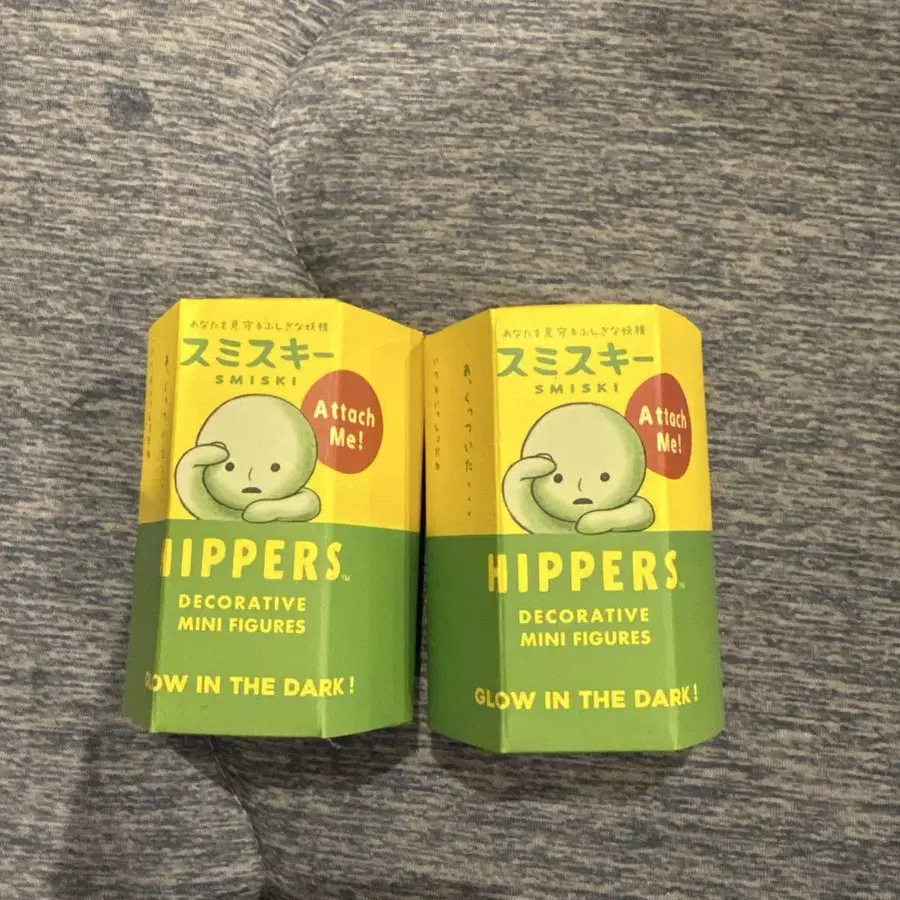 あなたを見守るふしぎな妖精
スミスキー
SMISKI
Attach
Me!
HIPPERS™
DECORATIVE
MINI FIGURES
GLOW IN THE DARK!
あなたを見守るふしぎな妖精
スミスキー
SMISKI
あ、くっついた...
Attach
Me!
HIPPERS™
DECORATIVE
MINI FIGURES
GLOW IN THE DARK!